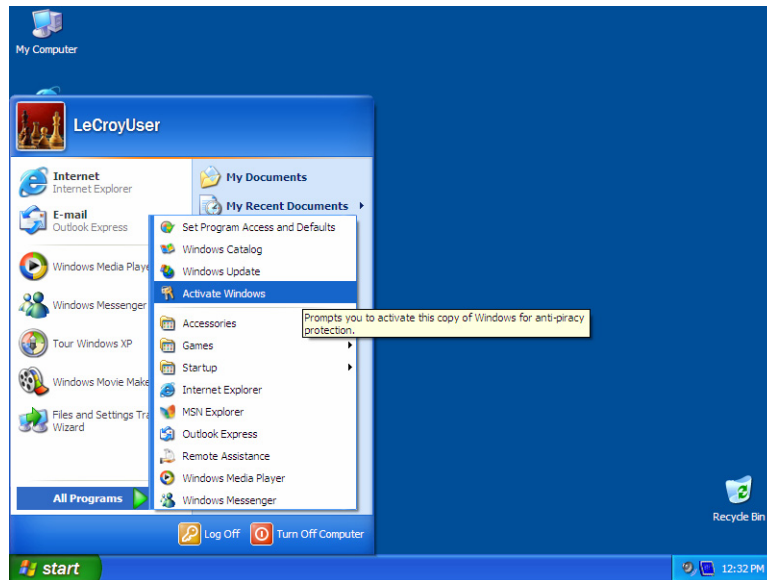 My Computer
LeCroyUser
Internet
Internet Explorer
E-mail
Outlook Express
Windows Media Playe
Windows Messenger
Tour Windows XP
Windows Movie Make
Files and Settings Tra
Wizard
All Programs
My Documents
My Recent Documents
Set Program Access and Defaults
Windows Catalog
Windows Update
Activate Windows
Prompts you to activate this copy of Windows for anti-piracy
protection.
Accessories
Games
Startup
Internet Explorer
MSN Explorer
Outlook Express
Remote Assistance
Windows Media Player
Windows Messenger
Log Off
Turn Off Computer
Recycle Bin
start
12:32 PM